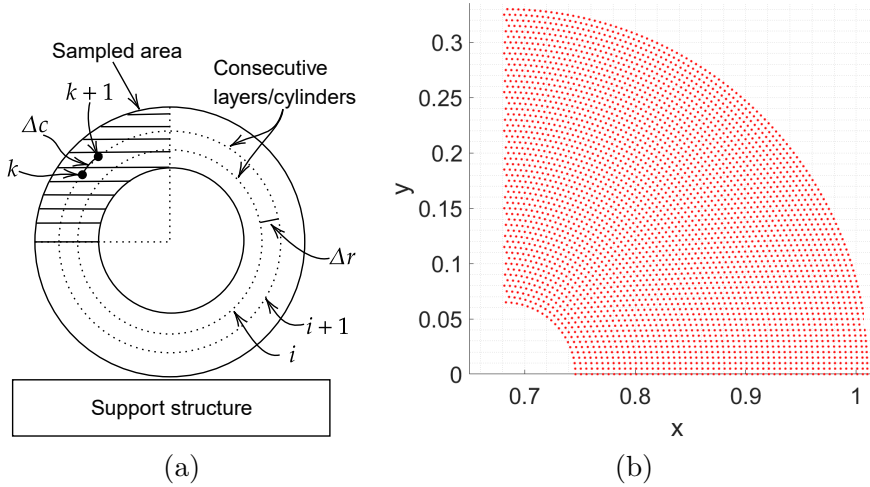 Sampled area
Consecutive
layers/cylinders
k + 1
Δc
k
Δr
i + 1
i
Support structure
(a)
0.3
0.25
0.2
0.15
0.1
0.05
0
y
0.7
0.8
0.9
1
x
(b)